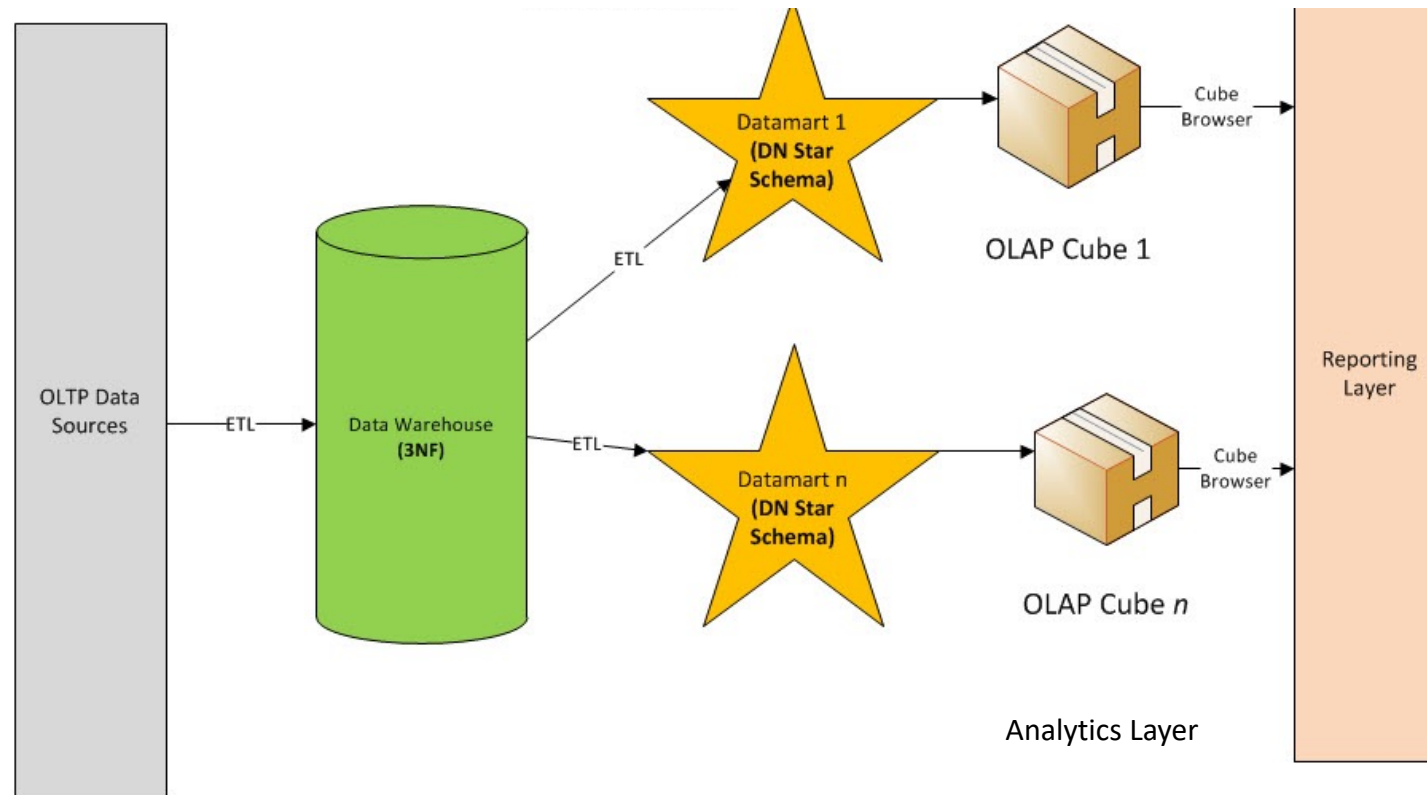 OLTP Data
Sources
ETL
Data Warehouse
(3NF)
ETL
ETL
Datamart 1
(DN Star
Schema)
Datamart n
(DN Star
Schema)
OLAP Cube 1
OLAP Cube n
Cube
Browser
Cube
Browser
Analytics Layer
Reporting
Layer